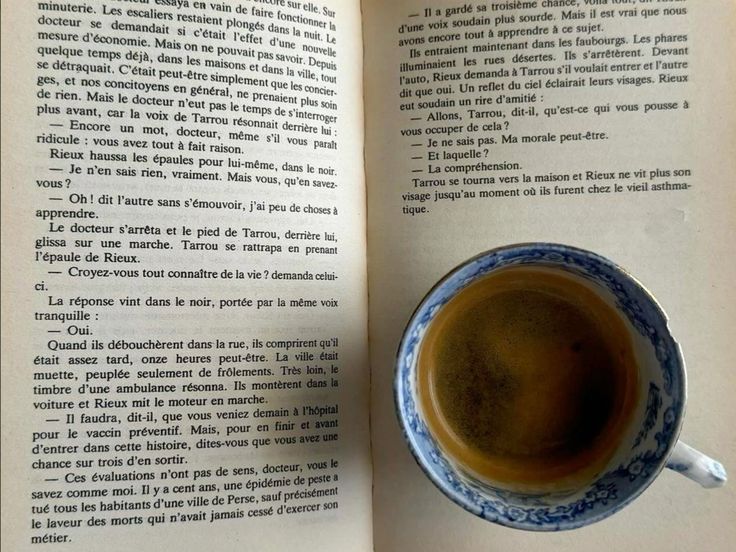 docteur essaya en vain de faire fonctionner la
minuterie. Les escaliers restaient plongés dans la nuit. Le
docteur se demandait si c'était l'effet d'une nouvelle
mesure d'économie. Mais on ne pouvait pas savoir. Depuis
quelque temps déjà, dans les maisons et dans la ville, tout
se détraquait. C'était peut-être simplement que les concier-
ges, et nos concitoyens en général, ne prenaient plus soin
de rien. Mais le docteur n'eut pas le temps de s'interroger
plus avant, car la voix de Tarrou résonnait derrière lui :
— Encore un mot, docteur, même s'il vous paraît
ridicule : vous avez tout à fait raison.
Rieux haussa les épaules pour lui-même, dans le noir.
— Je n'en sais rien, vraiment. Mais vous, qu'en savez-
vous ?
— Oh ! dit l'autre sans s'émouvoir, j'ai peu de choses à
apprendre.
Le docteur s'arrêta et le pied de Tarrou, derrière lui,
glissa sur une marche. Tarrou se rattrapa en prenant
l'épaule de Rieux.
— Croyez-vous tout connaître de la vie ? demanda celui-
ci.
La réponse vint dans le noir, portée par la même voix
tranquille :
— Oui.
Quand ils débouchèrent dans la rue, ils comprirent qu'il
était assez tard, onze heures peut-être. La ville était
muette, peuplée seulement de frôlements. Très loin, le
timbre d'une ambulance résonna. Ils montèrent dans la
voiture et Rieux mit le moteur en marche.
— Il faudra, dit-il, que vous veniez demain à l'hôpital
pour le vaccin préventif. Mais, pour en finir et avant
d'entrer dans cette histoire, dites-vous que vous avez une
chance sur trois d'en sortir.
— Ces évaluations n'ont pas de sens, docteur, vous le
savez comme moi. Il y a cent ans, une épidémie de peste a
tué tous les habitants d'une ville de Perse, sauf précisément
le laveur des morts qui n'avait jamais cessé d'exercer son
métier.
— Il a gardé sa troisième chance, voilà tout, dit Rieux
d'une voix soudain plus sourde. Mais il est vrai que nous
avons encore tout à apprendre à ce sujet.
Ils entraient maintenant dans les faubourgs. Les phares
illuminaient les rues désertes. Ils s'arrêtèrent. Devant
l'auto, Rieux demanda à Tarrou s'il voulait entrer et l'autre
dit que oui. Un reflet du ciel éclairait leurs visages. Rieux
eut soudain un rire d'amitié :
— Allons, Tarrou, dit-il, qu'est-ce qui vous pousse à
vous occuper de cela ?
— Je ne sais pas. Ma morale peut-être.
— Et laquelle ?
— La compréhension.
Tarrou se tourna vers la maison et Rieux ne vit plus son
visage jusqu'au moment où ils furent chez le vieil asthma-
tique.